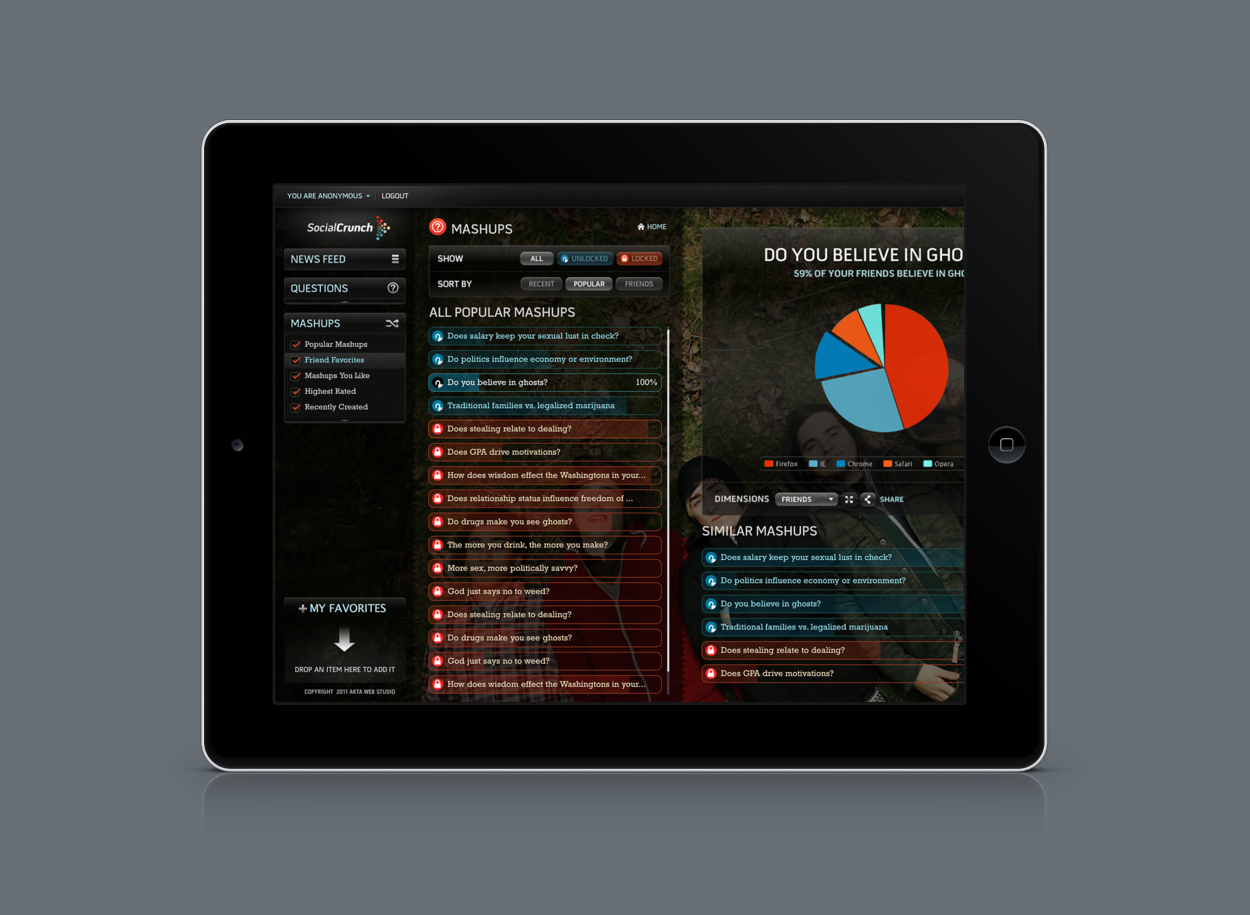 YOU ARE ANONYMOUS LOGOUT
SocialCrunch
NEWS FEED
QUESTIONS
MASHUPS
Popular Mashups
Friend Favorites
Mashups You Like
Highest Rated
Recently Created
+ MY FAVORITES
DROP AN ITEM HERE TO ADD IT
COPYRIGHT 2011 AKTA WEB STUDIO
MASHUPS HOME
SHOW ALL UNLOCKED LOCKED
SORT BY RECENT POPULAR FRIENDS
ALL POPULAR MASHUPS
Does salary keep your sexual lust in check?
Do politics influence economy or environment?
Do you believe in ghosts? 100%
Traditional families vs. legalized marijuana
Does stealing relate to dealing?
Does GPA drive motivations?
How does wisdom effect the Washingtons in your...
Does relationship status influence freedom of ...
Do drugs make you see ghosts?
The more you drink, the more you make?
More sex, more politically savvy?
God just says no to weed?
Does stealing relate to dealing?
Do drugs make you see ghosts?
God just says no to weed?
How does wisdom effect the Washingtons in your...
DO YOU BELIEVE IN GHO
59% OF YOUR FRIENDS BELIEVE IN GHO
Firefox IE Chrome Safari Opera
DIMENSIONS FRIENDS SHARE
SIMILAR MASHUPS
Does salary keep your sexual lust in check?
Do politics influence economy or environment?
Do you believe in ghosts?
Traditional families vs. legalized marijuana
Does stealing relate to dealing?
Does GPA drive motivations?